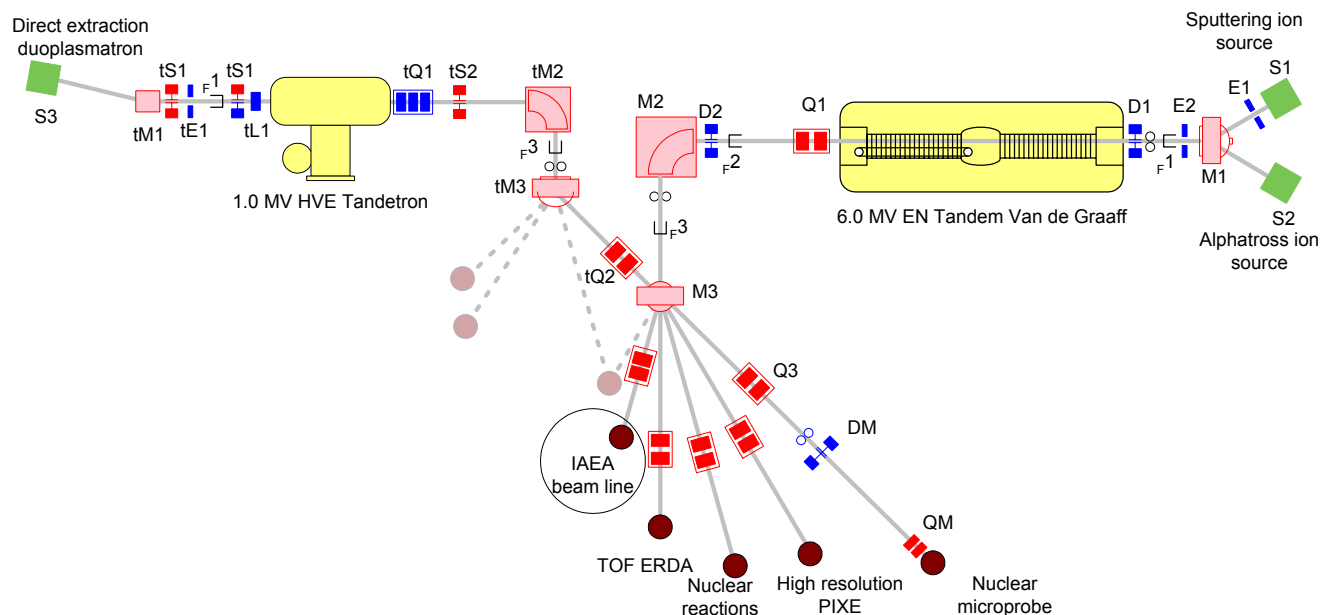 Direct extraction
duoplasmatron
S3
tM1
tS1
tE1
F1
tS1
tL1
1.0 MV HVE Tandetron
tQ1
tS2
tM2
F3
tM3
tQ2
M2
D2
F2
F3
M3
Q1
6.0 MV EN Tandem Van de Graaff
D1
F1
E2
M1
E1
Sputtering ion
source
S1
S2
Alphatross ion
source
Q3
DM
QM
IAEA
beam line
TOF ERDA
Nuclear
reactions
High resolution
PIXE
Nuclear
microprobe